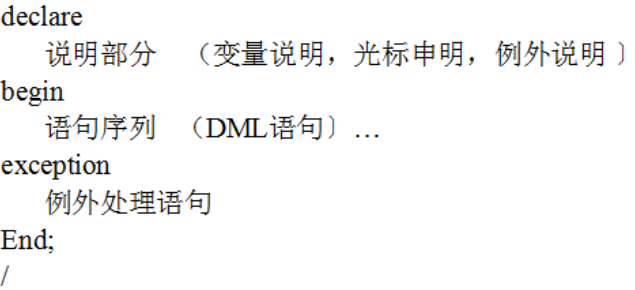 declare
说明部分 （变量说明，光标申明，例外说明 〕
begin
语句序列 （DML语句〕…
exception
例外处理语句
End;
/